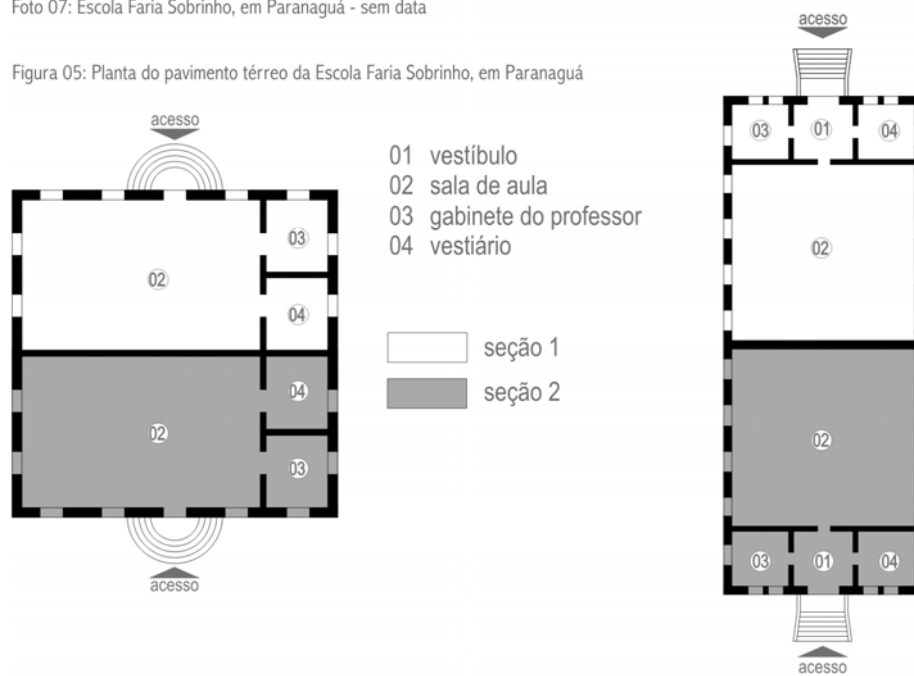 Foto 07: Escola Faria Sobrinho, em Paranaguá - sem data
Figura 05: Planta do pavimento térreo da Escola Faria Sobrinho, em Paranaguá
acesso
03
02
04
04
02
03
acesso
01 vestíbulo
02 sala de aula
03 gabinete do professor
04 vestiário
seção 1
seção 2
acesso
03
01
04
02
02
03
01
04
acesso